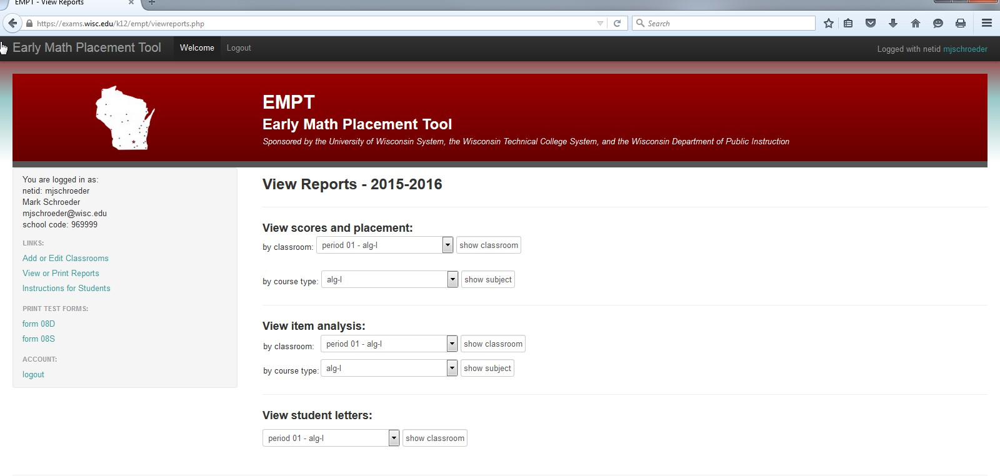 EMPT - View Reports
https://exams.wisc.edu/k12/empt/viewreports.php
Search
Early Math Placement Tool
Welcome
Logout
Logged with netid mjschroeder
EMPT
Early Math Placement Tool
Sponsored by the University of Wisconsin System, the Wisconsin Technical College System, and the Wisconsin Department of Public Instruction
You are logged in as:
netid: mjschroeder
Mark Schroeder
mjschroeder@wisc.edu
school code: 969999
LINKS:
Add or Edit Classrooms
View or Print Reports
Instructions for Students
PRINT TEST FORMS:
form 08D
form 08S
ACCOUNT:
logout
View Reports - 2015-2016
View scores and placement:
by classroom: period 01 - alg-I show classroom
by course type: alg-I show subject
View item analysis:
by classroom: period 01 - alg-I show classroom
by course type: alg-I show subject
View student letters:
period 01 - alg-I show classroom